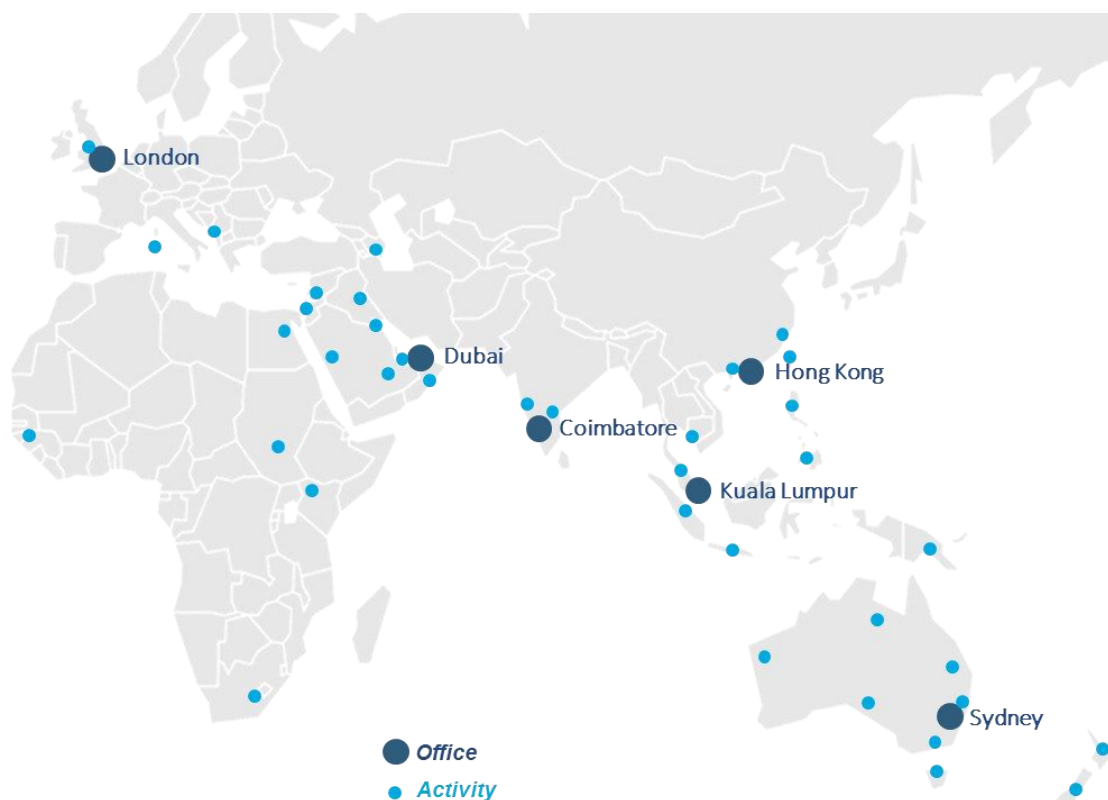 London
Dubai
Hong Kong
Coimbatore
Kuala Lumpur
Sydney
Office
Activity